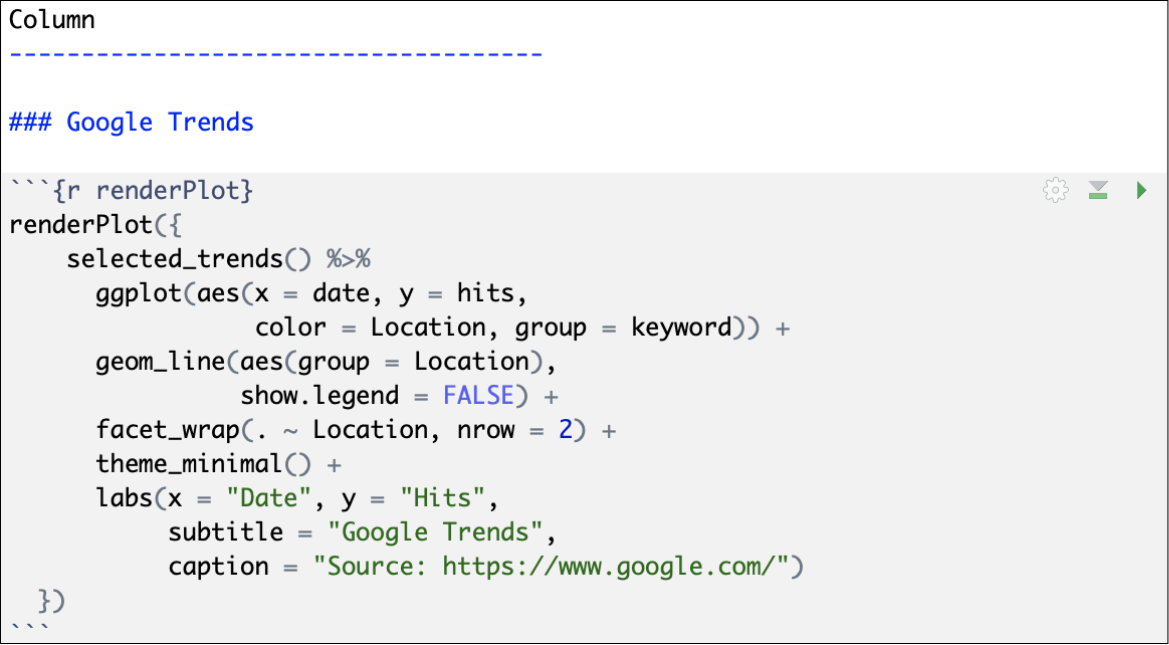 Column
-------------------------------------
### Google Trends
```{r renderPlot}
renderPlot({
    selected_trends() %>%
      ggplot(aes(x = date, y = hits,
                 color = Location, group = keyword)) +
      geom_line(aes(group = Location),
                show.legend = FALSE) +
      facet_wrap(. ~ Location, nrow = 2) +
      theme_minimal() +
      labs(x = "Date", y = "Hits",
           subtitle = "Google Trends",
           caption = "Source: https://www.google.com/")
  })
```